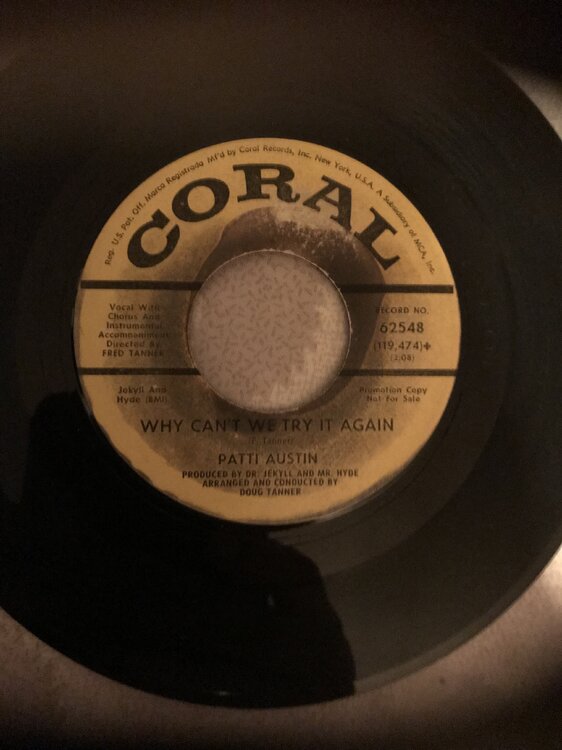 Reg. U.S. Pat. Off. Marca Registrada Mf'd by Coral Records, Inc. New York, U.S.A. A Subsidiary of MCA, Inc.
CORAL
Vocal With
Chorus And
Instrumental
Accompaniment
Directed By
FRED TANNER
RECORD NO.
62548
(119,474)+
(2:08)
Jekyll And
Hyde (BMI)
Promotion Copy
Not for Sale
WHY CAN'T WE TRY IT AGAIN
Tanner)
PATTI AUSTIN
PRODUCED BY DR. JEKYLL AND MR. HYDE
ARRANGED AND CONDUCTED BY
DOUG TANNER